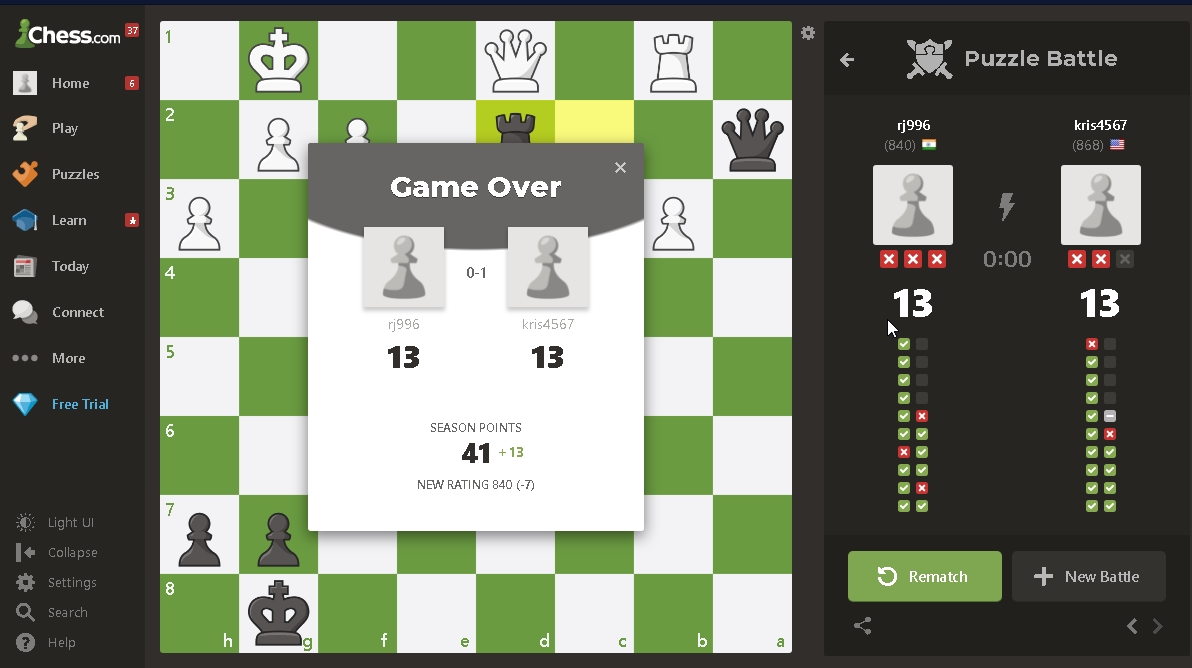 Chess.com
37
Home
6
Play
Puzzles
Learn
Today
Connect
More
Free Trial
Light UI
Collapse
Settings
Search
Help
1
2
3
4
5
6
7
8
h
g
f
e
d
c
b
a
Game Over
0-1
rj996
kris4567
13
13
SEASON POINTS
41 +13
NEW RATING 840 (-7)
Puzzle Battle
rj996
kris4567
(840)
(868)
0:00
13
13
Rematch
New Battle